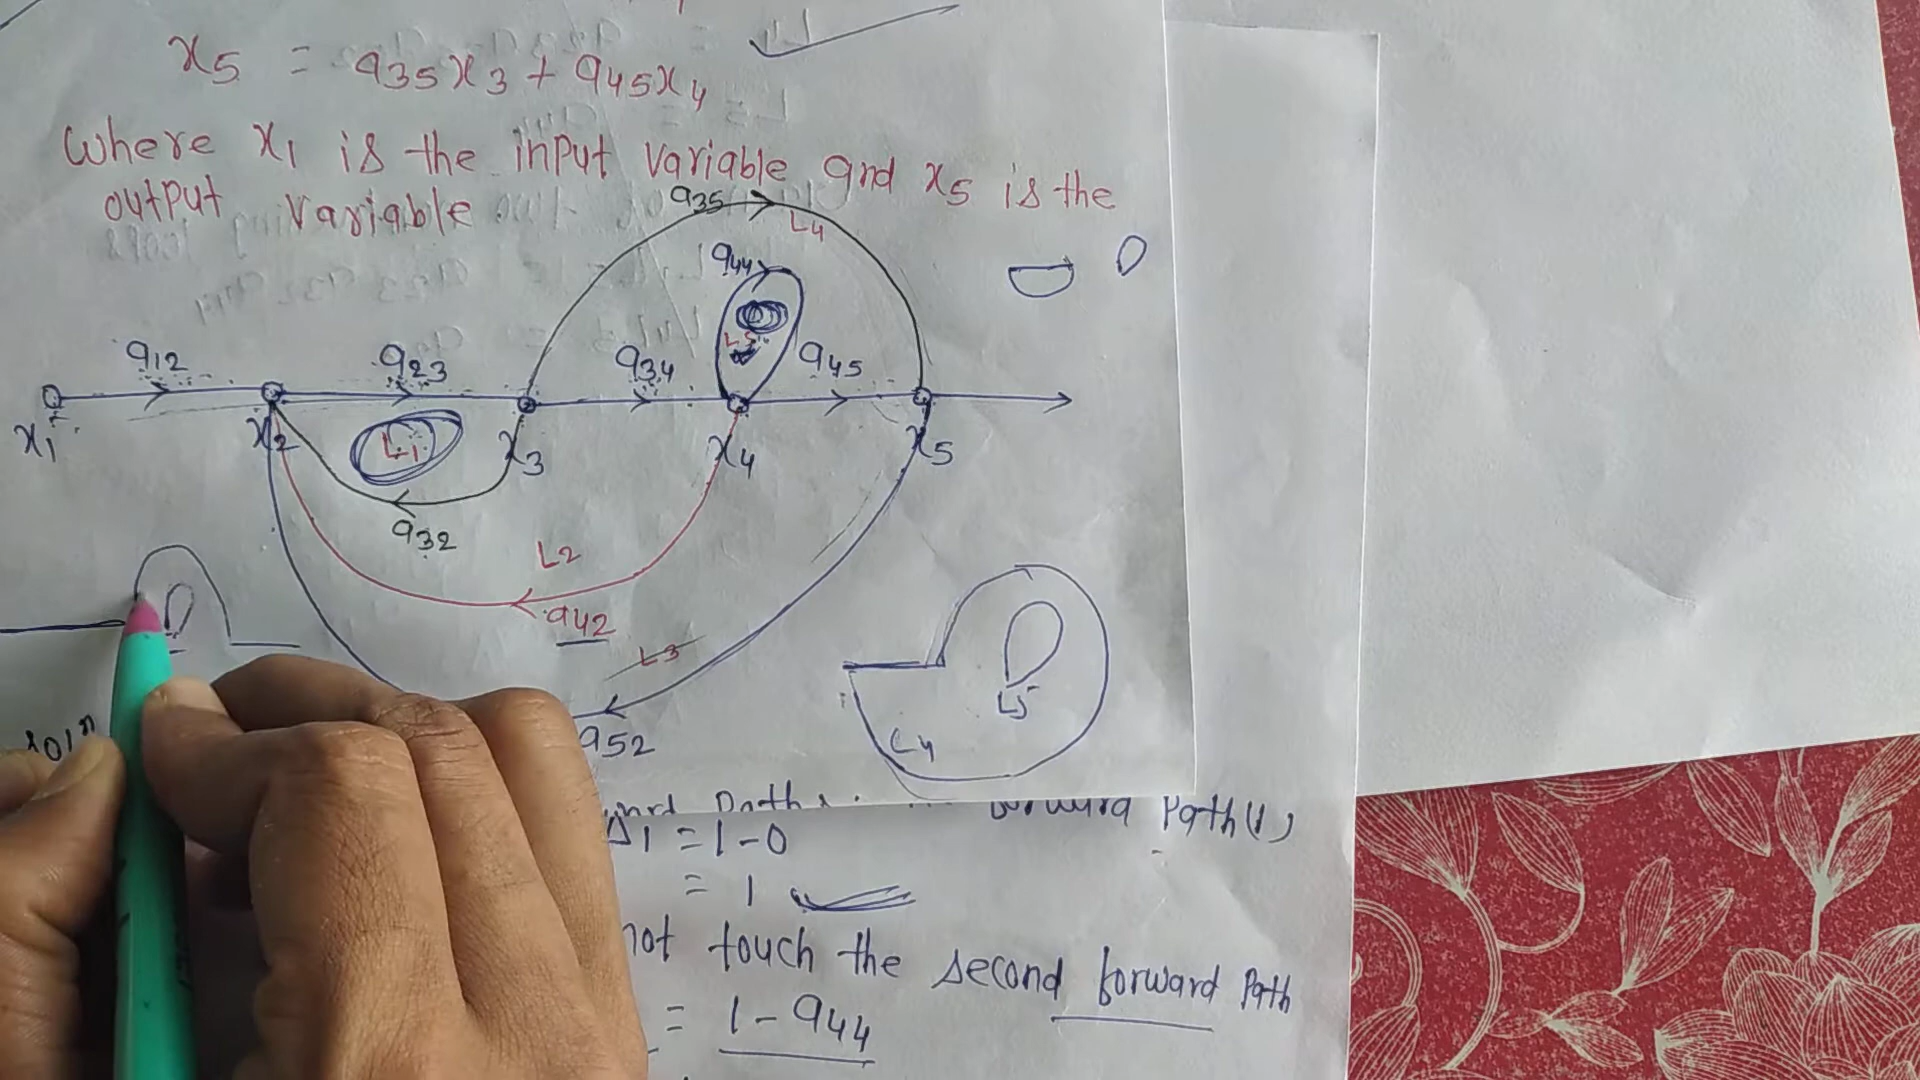 x5 = a35x3 + a45x4
Where x1 is the input variable and x5 is the
output variable
a35
L4
a44
L5
a12 a23 a34 a45
x1 x2 L1 x3 x4 x5
a32
L2
a42
L3
a52
L5
L4
soln
forward Path(1)
Δ1 = 1-0
= 1
not touch the second forward Path
= 1-a44